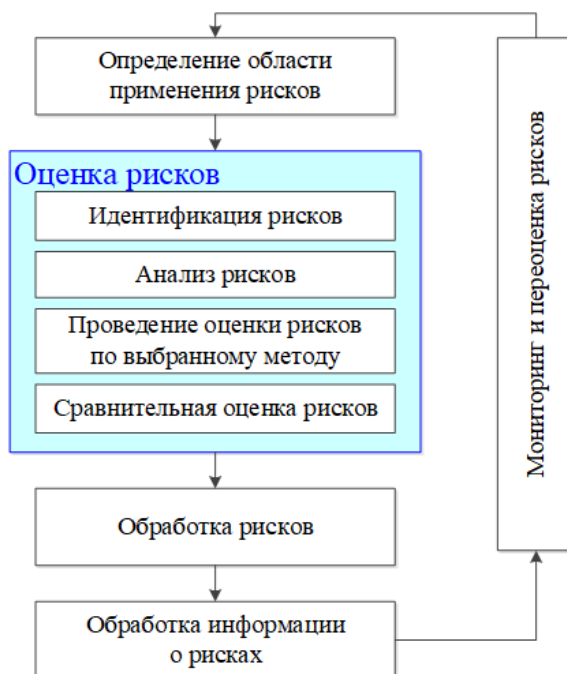 Определение области
применения рисков
Оценка рисков
Идентификация рисков
Анализ рисков
Проведение оценки рисков
по выбранному методу
Сравнительная оценка рисков
Обработка рисков
Обработка информации
о рисках
Мониторинг и переоценка рисков